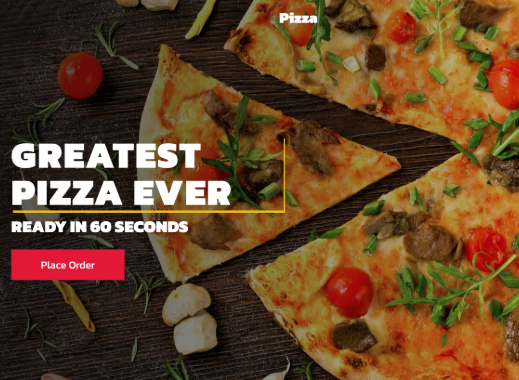 Pizza
GREATEST
PIZZA EVER
READY IN 60 SECONDS
Place Order